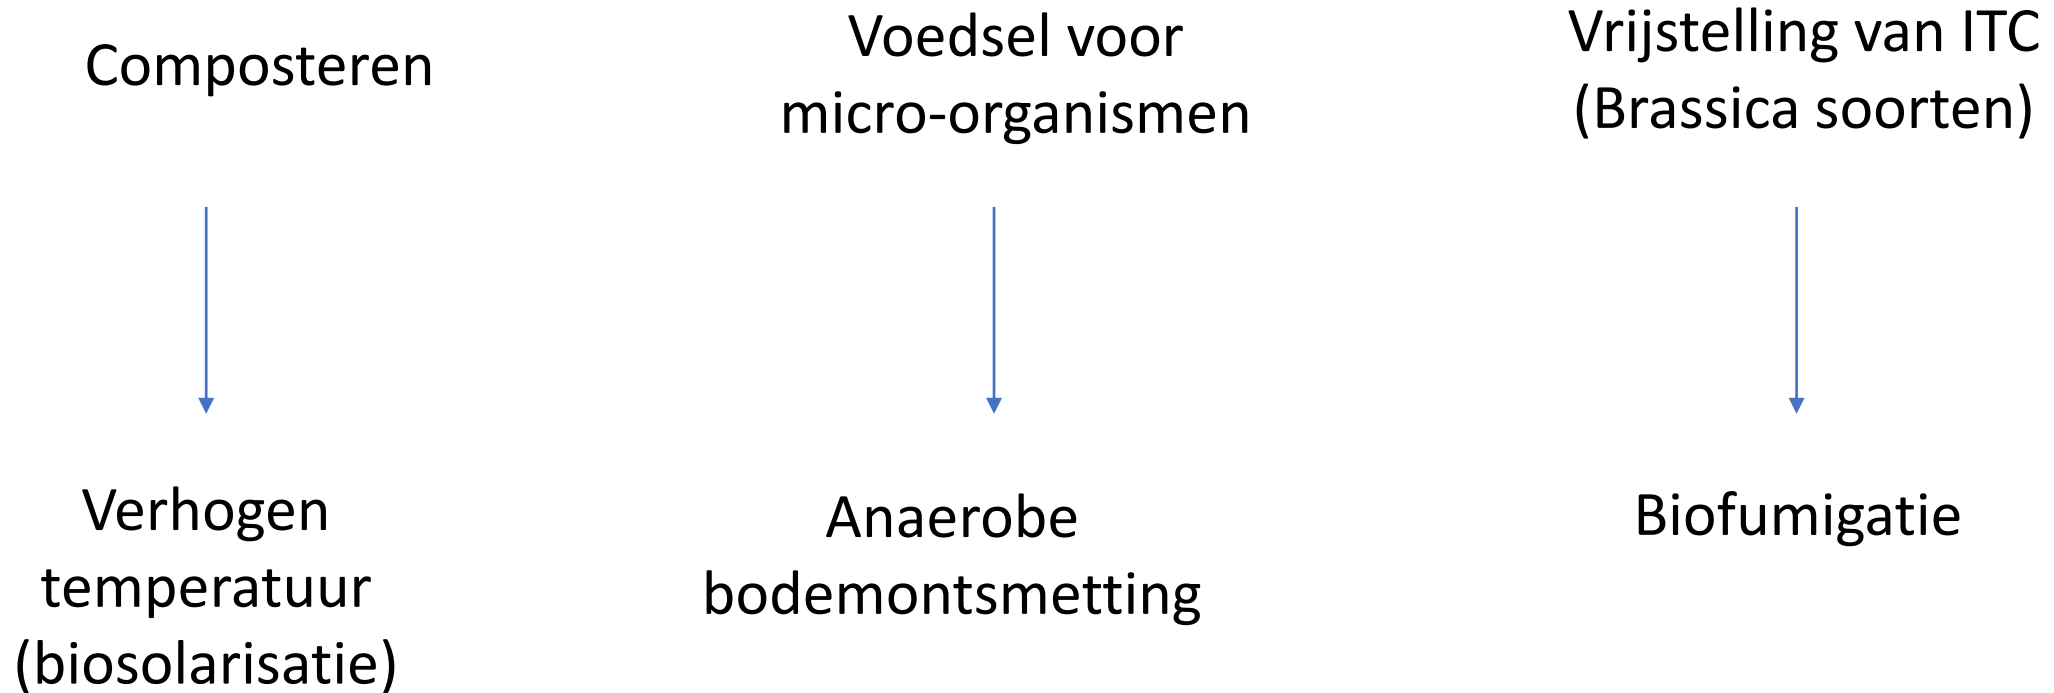 Composteren
Voedsel voor
micro-organismen
Vrijstelling van ITC
(Brassica soorten)
Verhogen
temperatuur
(biosolarisatie)
Anaerobe
bodemontsmetting
Biofumigatie